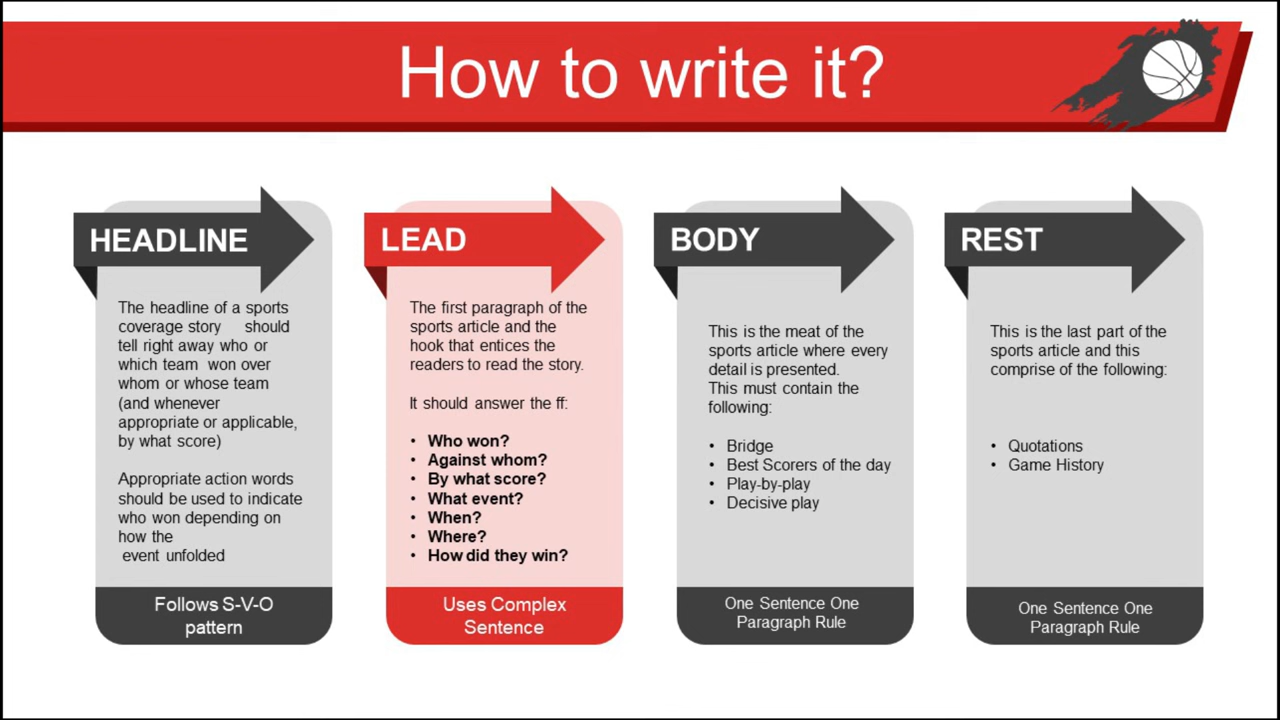 How to write it?
HEADLINE
The headline of a sports
coverage story should
tell right away who or
which team won over
whom or whose team
(and whenever
appropriate or applicable,
by what score)
Appropriate action words
should be used to indicate
who won depending on
how the
event unfolded
Follows S-V-O
pattern
LEAD
The first paragraph of the
sports article and the
hook that entices the
readers to read the story.
It should answer the ff:
• Who won?
• Against whom?
• By what score?
• What event?
• When?
• Where?
• How did they win?
Uses Complex
Sentence
BODY
This is the meat of the
sports article where every
detail is presented.
This must contain the
following:
• Bridge
• Best Scorers of the day
• Play-by-play
• Decisive play
One Sentence One
Paragraph Rule
REST
This is the last part of the
sports article and this
comprise of the following:
• Quotations
• Game History
One Sentence One
Paragraph Rule